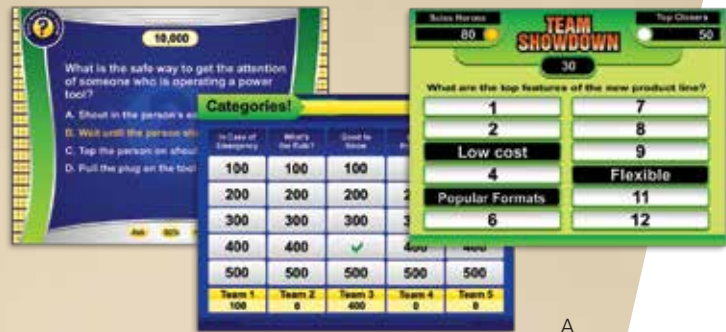 10,000
What is the safe way to get the attention
of someone who is operating a power
tool?
A. Shout in the person's
B. Wait until the person
C. Tap the person on shoul
D. Pull the plug on the tool
Categories!
In Case of
Emergency
What's
the Rule?
Good to
Know
100 100 100
200 200 200
300 300 300
400 400 400 400
500 500 500 500 500
Team 1 Team 2 Team 3 Team 4 Team 5
100 0 400 0 0
Sales Heroes
80
TEAM
SHOWDOWN
Top Closers
50
30
What are the top features of the new product line?
1 7
2 8
Low cost 9
4 Flexible
Popular Formats 11
6 12
A